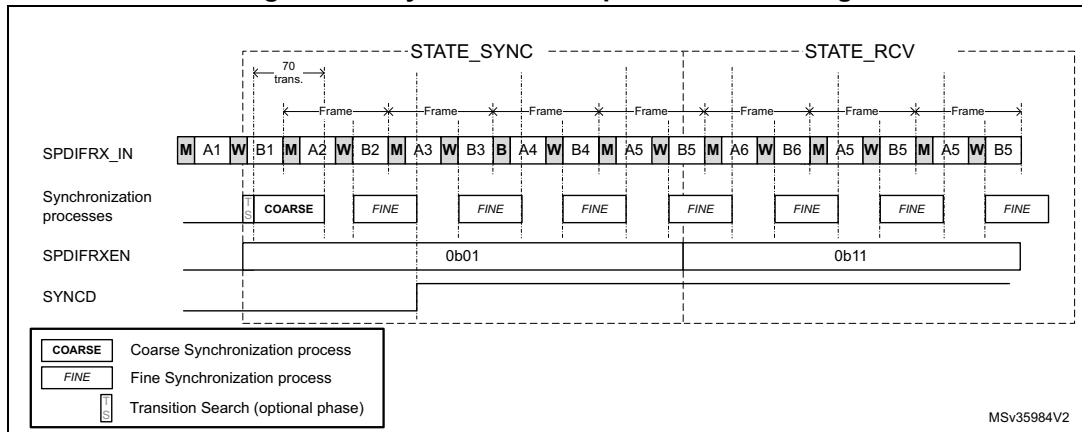 STATE_SYNC STATE_RCV
70
trans.
Frame Frame Frame Frame Frame Frame Frame
SPDIFRX_IN M A1 W B1 M A2 W B2 M A3 W B3 B A4 W B4 M A5 W B5 M A6 W B6 M A5 W B5 M A5 W B5
Synchronization
processes
T
S
COARSE FINE FINE FINE FINE FINE FINE FINE
SPDIFRXEN 0b01 0b11
SYNCD
COARSE Coarse Synchronization process
FINE Fine Synchronization process
T
S
Transition Search (optional phase)
MSv35984V2